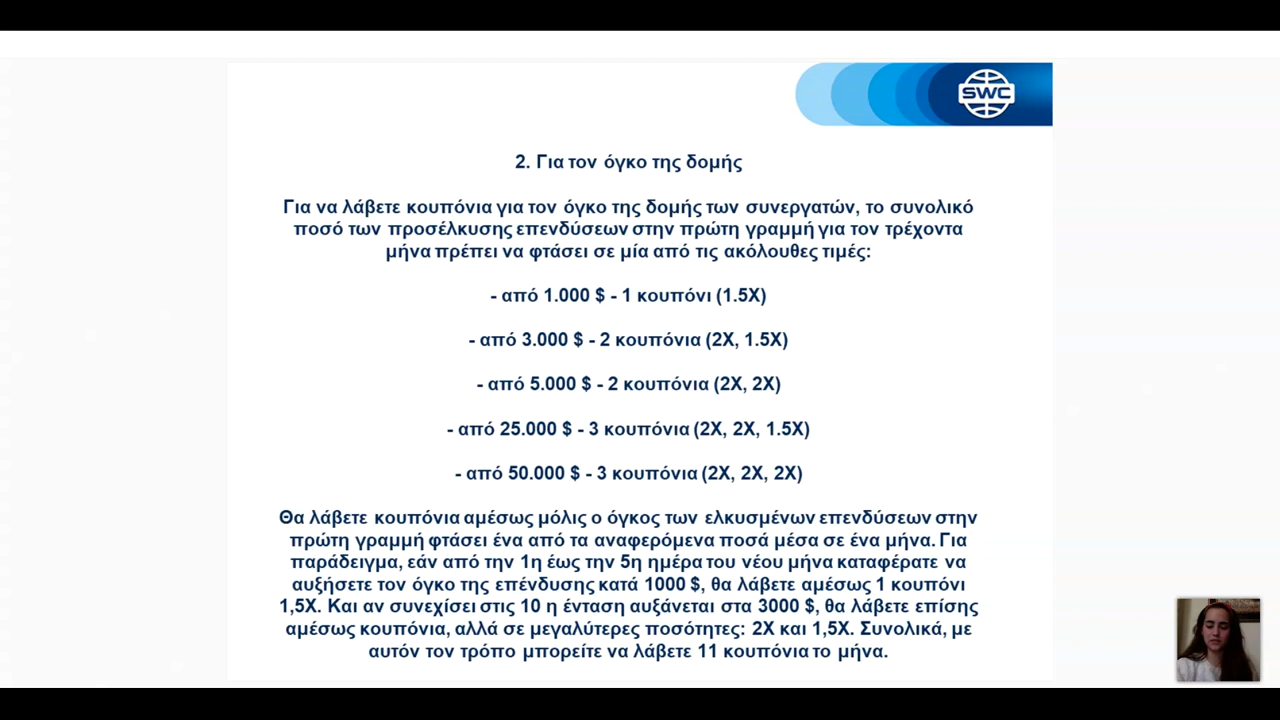 SWC
2. Για τον όγκο της δομής
Για να λάβετε κουπόνια για τον όγκο της δομής των συνεργατών, το συνολικό
ποσό των προσέλκυσης επενδύσεων στην πρώτη γραμμή για τον τρέχοντα
μήνα πρέπει να φτάσει σε μία από τις ακόλουθες τιμές:
- από 1.000 $ - 1 κουπόνι (1.5X)
- από 3.000 $ - 2 κουπόνια (2X, 1.5X)
- από 5.000 $ - 2 κουπόνια (2X, 2X)
- από 25.000 $ - 3 κουπόνια (2X, 2X, 1.5X)
- από 50.000 $ - 3 κουπόνια (2X, 2X, 2X)
Θα λάβετε κουπόνια αμέσως μόλις ο όγκος των ελκυσμένων επενδύσεων στην
πρώτη γραμμή φτάσει ένα από τα αναφερόμενα ποσά μέσα σε ένα μήνα. Για
παράδειγμα, εάν από την 1η έως την 5η ημέρα του νέου μήνα καταφέρατε να
αυξήσετε τον όγκο της επένδυσης κατά 1000 $, θα λάβετε αμέσως 1 κουπόνι
1,5X. Και αν συνεχίσει στις 10 η ένταση αυξάνεται στα 3000 $, θα λάβετε επίσης
αμέσως κουπόνια, αλλά σε μεγαλύτερες ποσότητες: 2X και 1,5X. Συνολικά, με
αυτόν τον τρόπο μπορείτε να λάβετε 11 κουπόνια το μήνα.